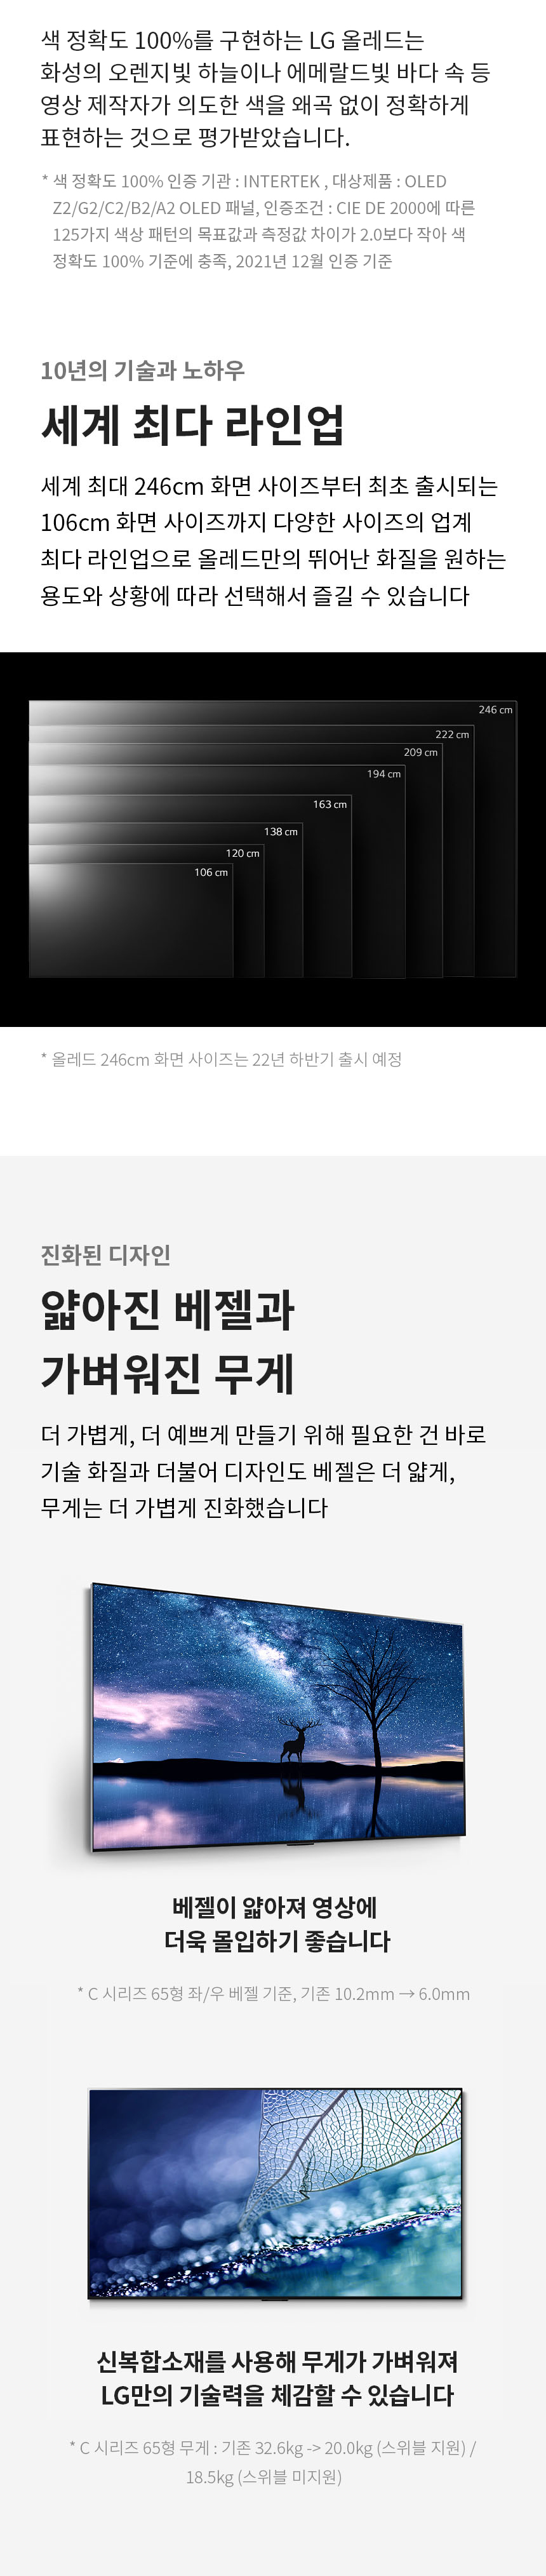 색 정확도 100%를 구현하는 LG 올레드는
화성의 오렌지빛 하늘이나 에메랄드빛 바다 속 등
영상 제작자가 의도한 색을 왜곡 없이 정확하게
표현하는 것으로 평가받았습니다.
* 색 정확도 100% 인증 기관 : INTERTEK , 대상제품 : OLED
Z2/G2/C2/B2/A2 OLED 패널, 인증조건 : CIE DE 2000에 따른
125가지 색상 패턴의 목표값과 측정값 차이가 2.0보다 작아 색
정확도 100% 기준에 충족, 2021년 12월 인증 기준
10년의 기술과 노하우
세계 최다 라인업
세계 최대 246cm 화면 사이즈부터 최초 출시되는
106cm 화면 사이즈까지 다양한 사이즈의 업계
최다 라인업으로 올레드만의 뛰어난 화질을 원하는
용도와 상황에 따라 선택해서 즐길 수 있습니다
246 cm
222 cm
209 cm
194 cm
163 cm
138 cm
120 cm
106 cm
* 올레드 246cm 화면 사이즈는 22년 하반기 출시 예정
진화된 디자인
얇아진 베젤과
가벼워진 무게
더 가볍게, 더 예쁘게 만들기 위해 필요한 건 바로
기술 화질과 더불어 디자인도 베젤은 더 얇게,
무게는 더 가볍게 진화했습니다
베젤이 얇아져 영상에
더욱 몰입하기 좋습니다
* C 시리즈 65형 좌/우 베젤 기준, 기존 10.2mm → 6.0mm
신복합소재를 사용해 무게가 가벼워져
LG만의 기술력을 체감할 수 있습니다
* C 시리즈 65형 무게 : 기존 32.6kg -> 20.0kg (스위블 지원) /
18.5kg (스위블 미지원)